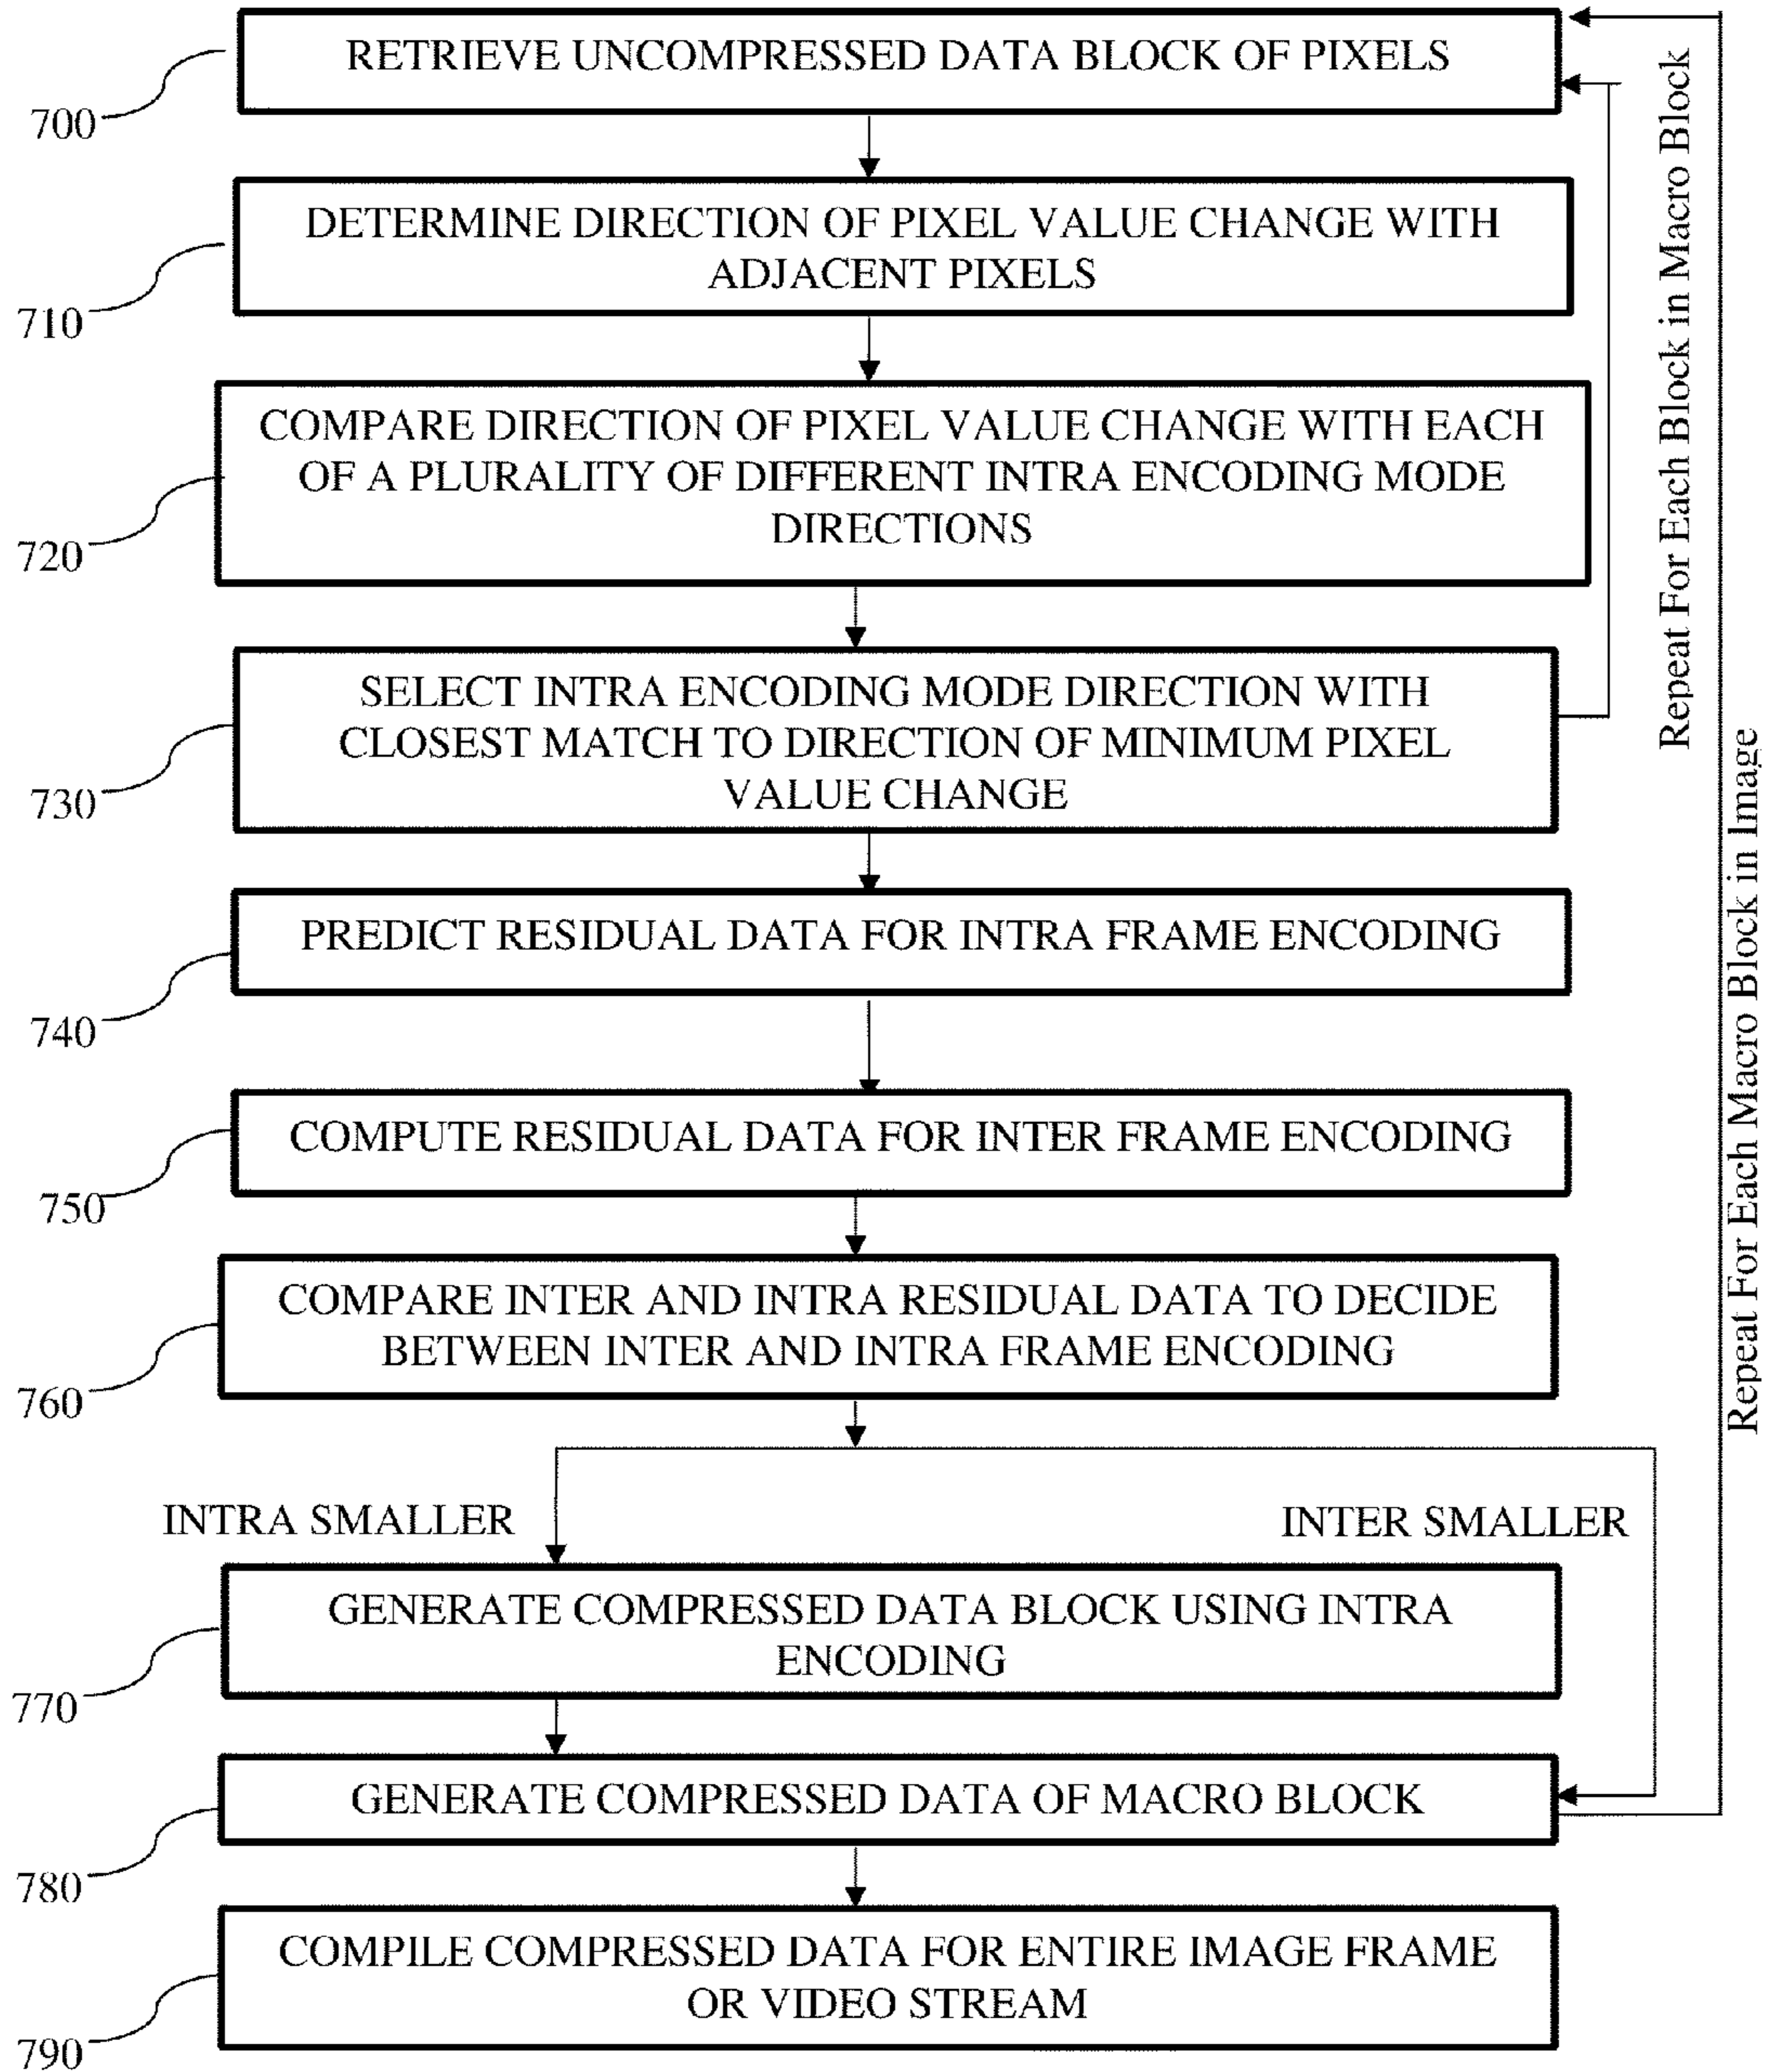 RETRIEVE UNCOMPRESSED DATA BLOCK OF PIXELS
700
DETERMINE DIRECTION OF PIXEL VALUE CHANGE WITH
ADJACENT PIXELS
710
COMPARE DIRECTION OF PIXEL VALUE CHANGE WITH EACH
OF A PLURALITY OF DIFFERENT INTRA ENCODING MODE
DIRECTIONS
720
SELECT INTRA ENCODING MODE DIRECTION WITH
CLOSEST MATCH TO DIRECTION OF MINIMUM PIXEL
VALUE CHANGE
730
Repeat For Each Block in Macro Block
PREDICT RESIDUAL DATA FOR INTRA FRAME ENCODING
740
COMPUTE RESIDUAL DATA FOR INTER FRAME ENCODING
750
Repeat For Each Macro Block in Image
COMPARE INTER AND INTRA RESIDUAL DATA TO DECIDE
BETWEEN INTER AND INTRA FRAME ENCODING
760
INTRA SMALLER
INTER SMALLER
GENERATE COMPRESSED DATA BLOCK USING INTRA
ENCODING
770
GENERATE COMPRESSED DATA OF MACRO BLOCK
780
COMPILE COMPRESSED DATA FOR ENTIRE IMAGE FRAME
OR VIDEO STREAM
790